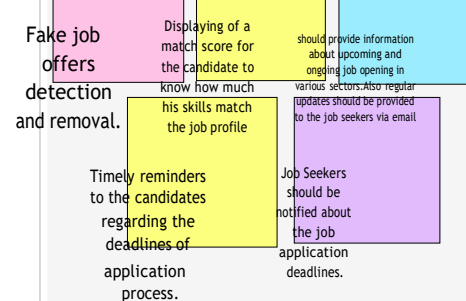 Fake job
offers
detection
and removal.
Displaying of a
match score for
the candidate to
know how much
his skills match
the job profile
should provide information
about upcoming and
ongoing job opening in
various sectors.Also regular
updates should be provided
to the job seekers via email
Timely reminders
to the candidates
regarding the
deadlines of
application
process.
Job Seekers
should be
notified about
the job
application
deadlines.